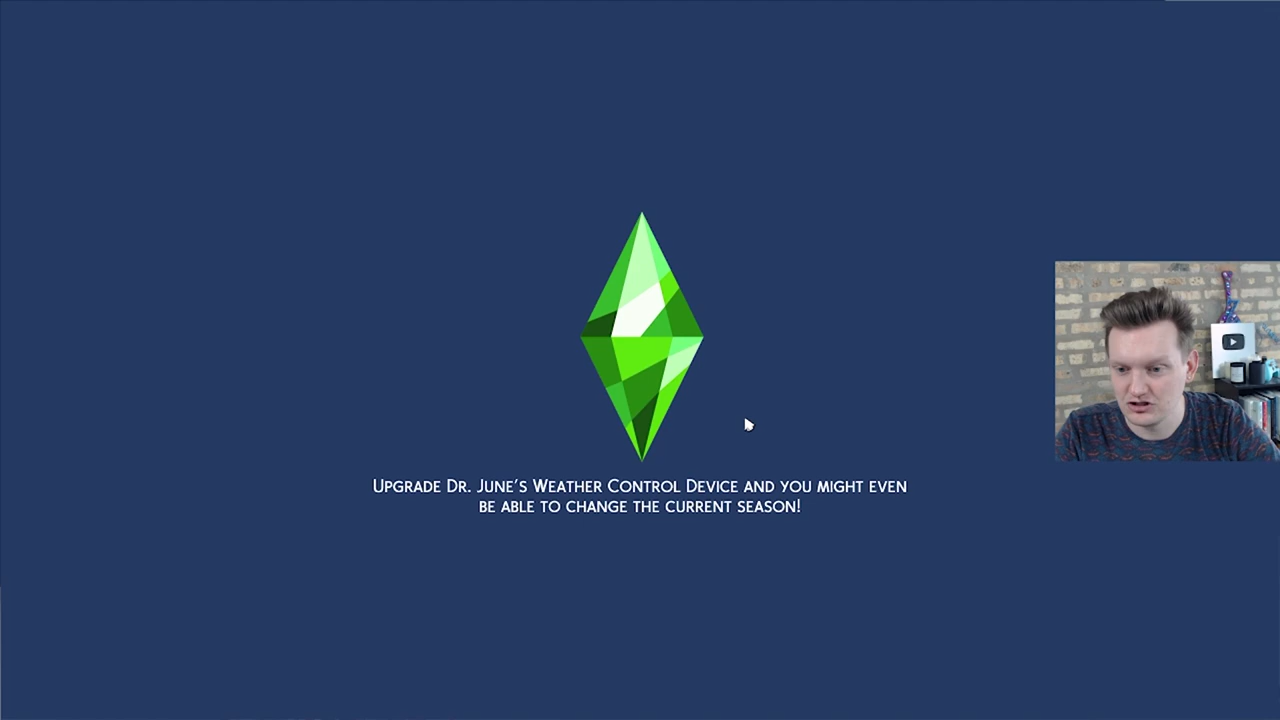 Upgrade Dr. June's Weather Control Device and you might even
be able to change the current season!